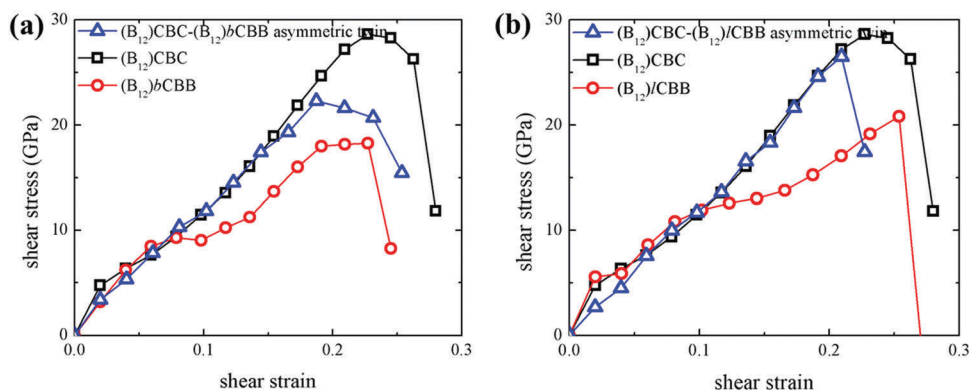 (a)
(B12)CBC-(B12)bCBB asymmetric twin
(B12)CBC
(B12)bCBB
30
20
10
0
0.0 0.1 0.2 0.3
shear stress (GPa)
shear strain
(b)
(B12)CBC-(B12)lCBB asymmetric twin
(B12)CBC
(B12)lCBB
30
20
10
0
0.0 0.1 0.2 0.3
shear stress (GPa)
shear strain